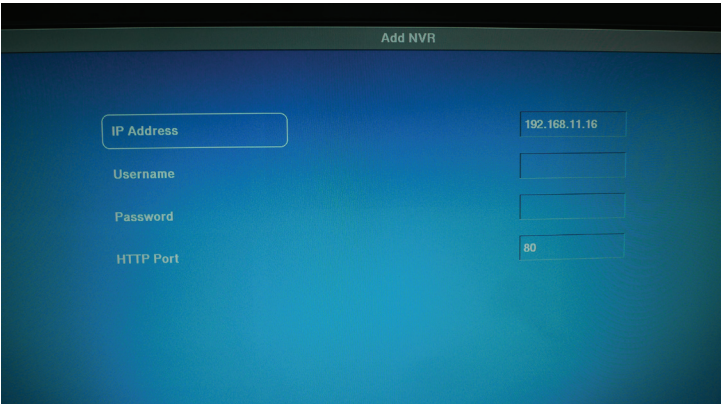 Add NVR
IP Address 192.168.11.16
Username
Password
HTTP Port 80